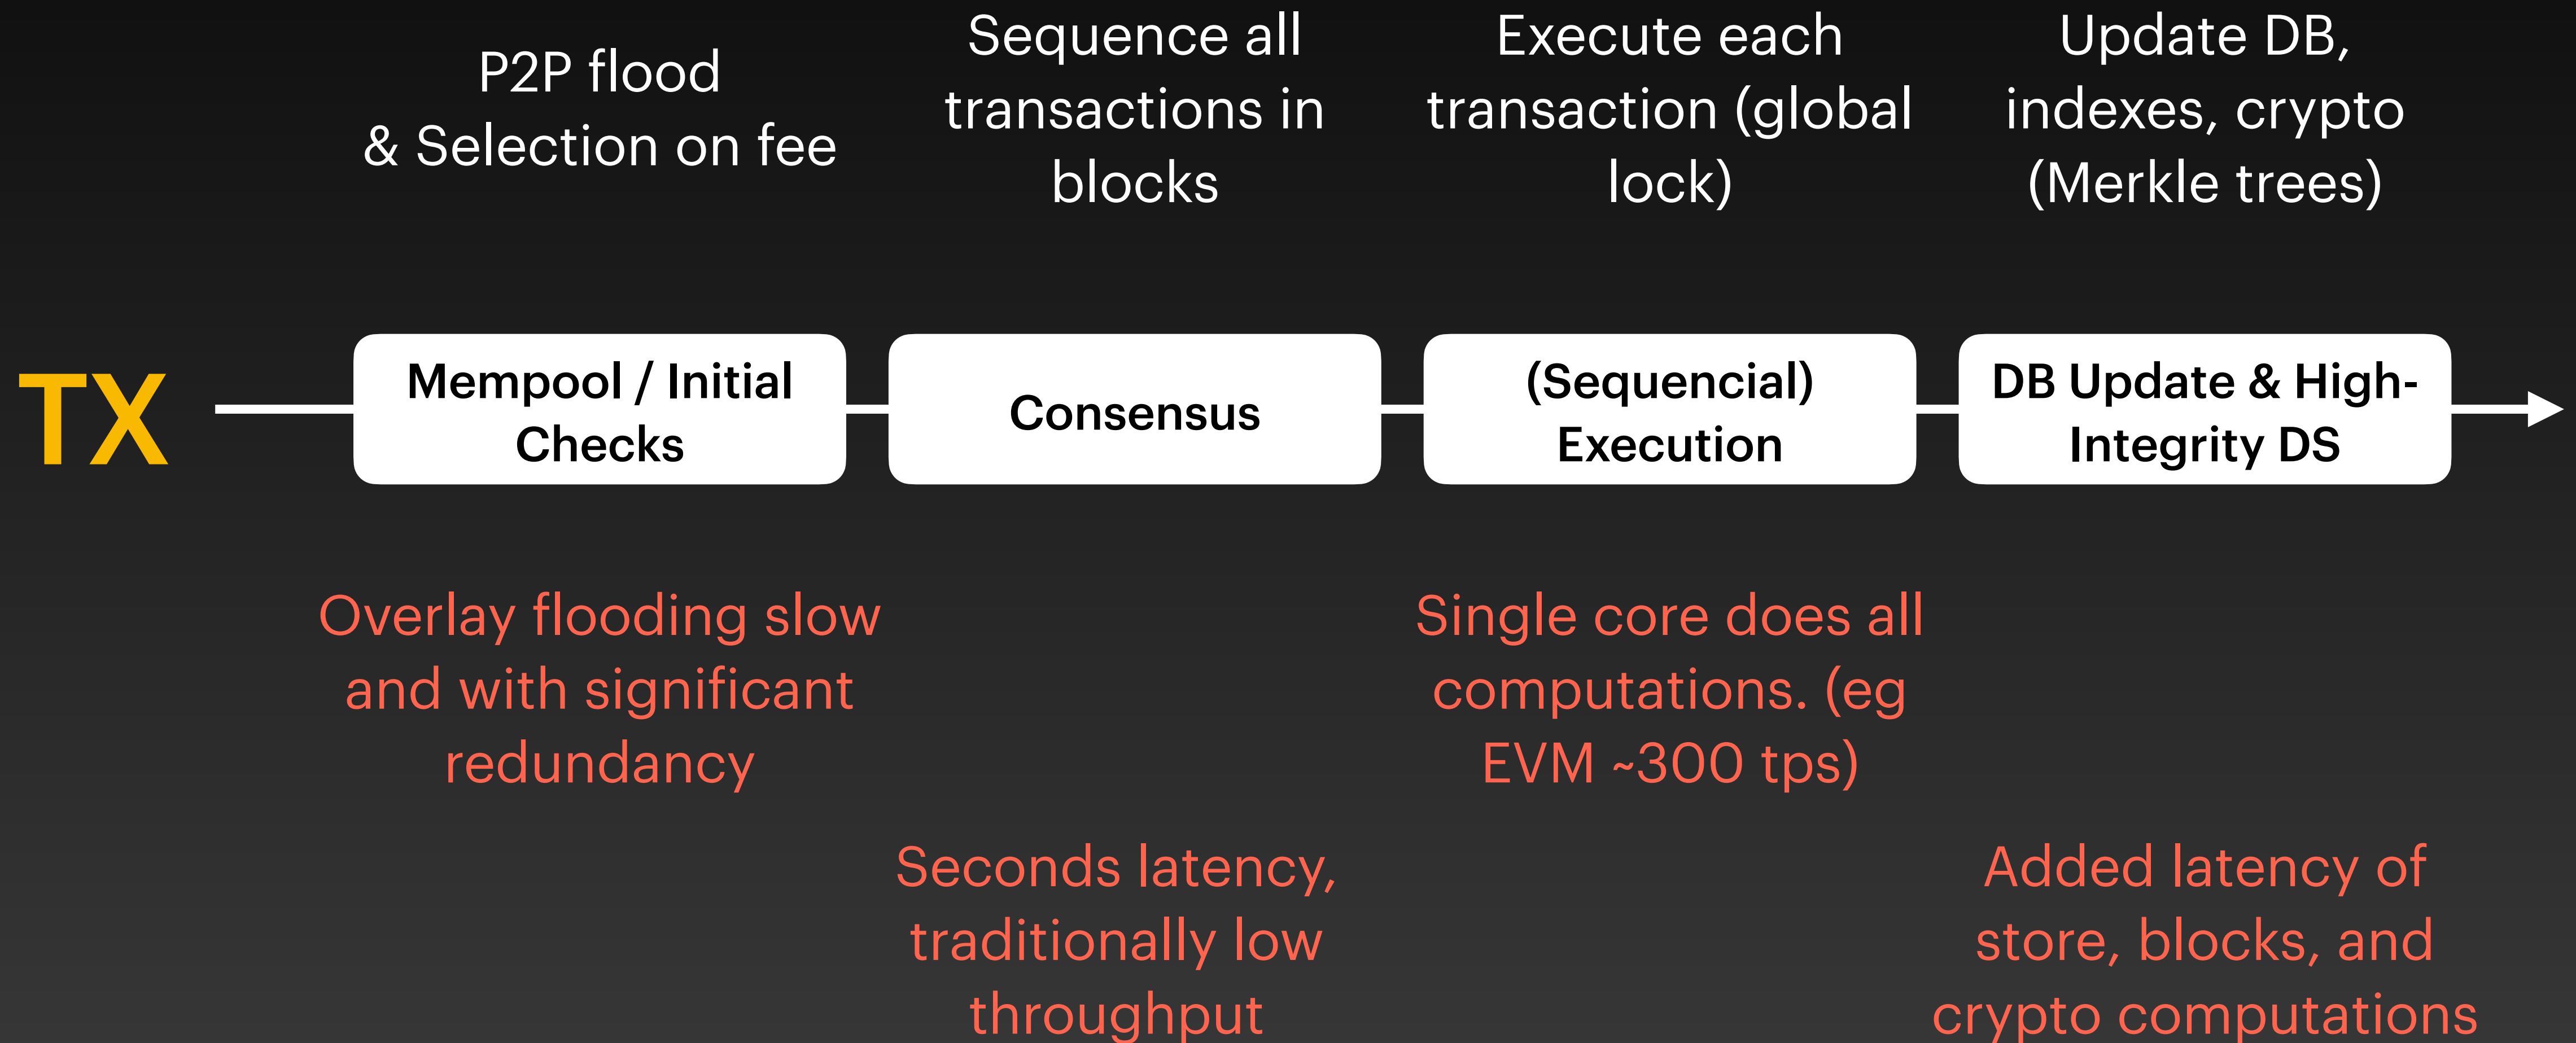 P2P flood
& Selection on fee
Sequence all
transactions in
blocks
Execute each
transaction (global
lock)
Update DB,
indexes, crypto
(Merkle trees)
TX
Mempool / Initial
Checks
Consensus
(Sequencial)
Execution
DB Update & High-
Integrity DS
Overlay flooding slow
and with significant
redundancy
Seconds latency,
traditionally low
throughput
Single core does all
computations. (eg
EVM ~300 tps)
Added latency of
store, blocks, and
crypto computations